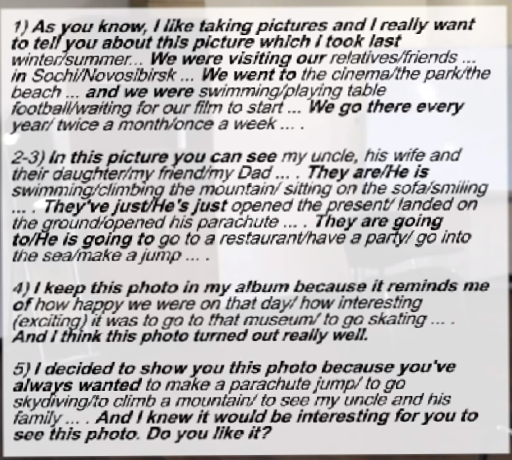 1) As you know, I like taking pictures and I really want
to tell you about this picture which i took last
winter/summer... We were visiting our relatives/friends ...
in Sochi/Novosibirsk ... We went to the cinema/the park/the
beach ... and we were swimming/playing table
football/waiting for our film to start ... We go there every
year/ twice a month/once a week ... .
2-3) In this picture you can see my uncle, his wife and
their daughter/my friend/my Dad ... . They are/He is
swimming/climbing the mountain/ sitting on the sofa/smiling
... . They've just/He's just opened the present/ landed on
the ground/opened his parachute ... . They are going
to/He is going to go to a restaurant/have a party/ go into
the sea/make a jump ... .
4) I keep this photo in my album because it reminds me
of how happy we were on that day/ how interesting
(exciting) it was to go to that museum/ to go skating ... .
And I think this photo turned out really well.
5) I decided to show you this photo because you've
always wanted to make a parachute jump/ to go
skydiving/to climb a mountain/ to see my uncle and his
family ... . And I knew it would be interesting for you to
see this photo. Do you like it?